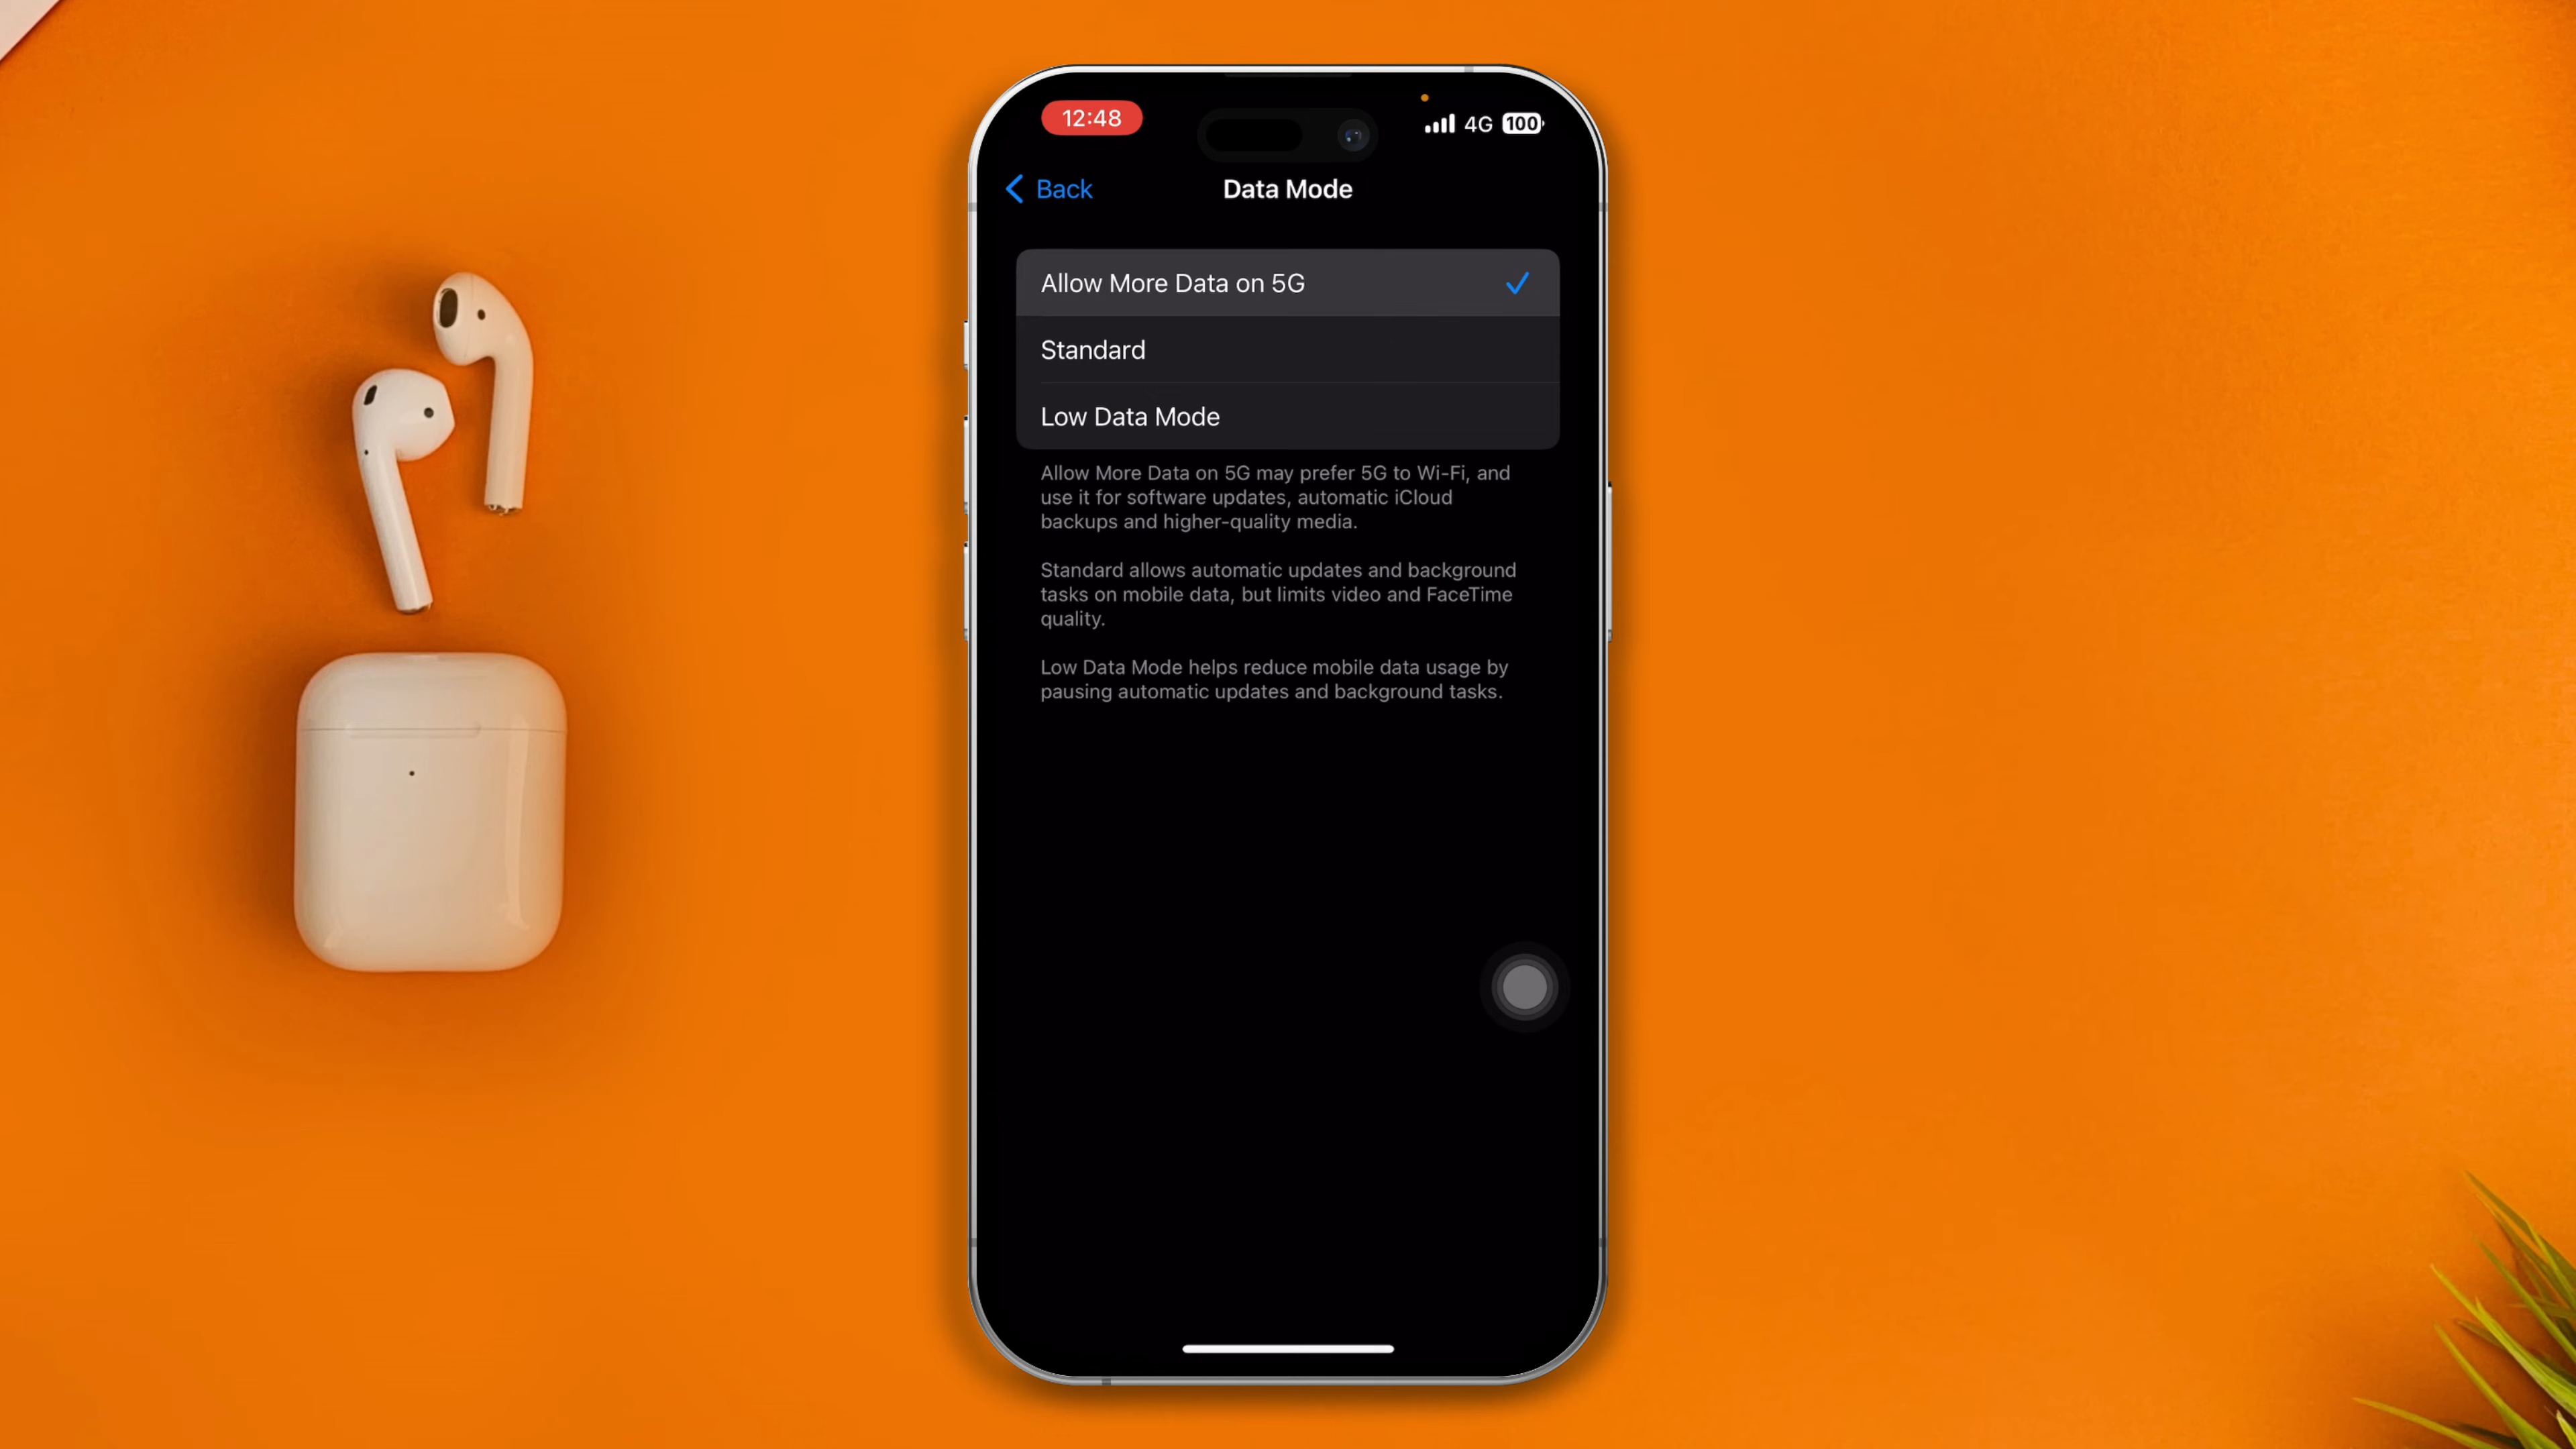 12:48
4G 100
Back
Data Mode
Allow More Data on 5G
Standard
Low Data Mode
Allow More Data on 5G may prefer 5G to Wi-Fi, and
use it for software updates, automatic iCloud
backups and higher-quality media.
Standard allows automatic updates and background
tasks on mobile data, but limits video and FaceTime
quality.
Low Data Mode helps reduce mobile data usage by
pausing automatic updates and background tasks.